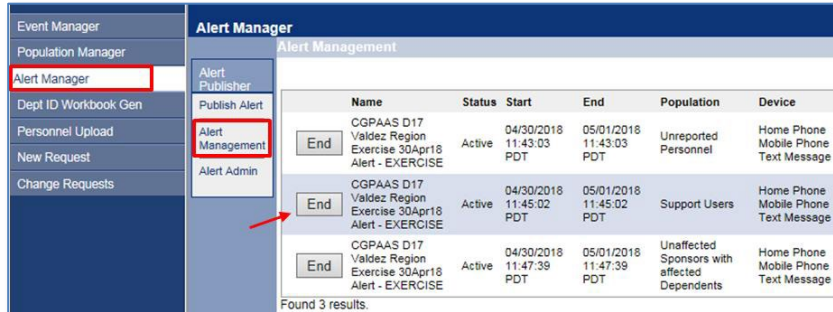 Event Manager
Population Manager
Alert Manager
Dept ID Workbook Gen
Personnel Upload
New Request
Change Requests
Alert Manager
Alert Management
Alert
Publisher
Publish Alert
Alert
Management
Alert Admin
Name Status Start End Population Device
End
CGPAAS D17
Valdez Region
Exercise 30Apr18
Alert - EXERCISE
Active
04/30/2018
11:43:03
PDT
05/01/2018
11:43:03
PDT
Unreported
Personnel
Home Phone
Mobile Phone
Text Message
End
CGPAAS D17
Valdez Region
Exercise 30Apr18
Alert - EXERCISE
Active
04/30/2018
11:45:02
PDT
05/01/2018
11:45:02
PDT
Support Users
Home Phone
Mobile Phone
Text Message
End
CGPAAS D17
Valdez Region
Exercise 30Apr18
Alert - EXERCISE
Active
04/30/2018
11:47:39
PDT
05/01/2018
11:47:39
PDT
Unaffected
Sponsors with
affected
Dependents
Home Phone
Mobile Phone
Text Message
Found 3 results.